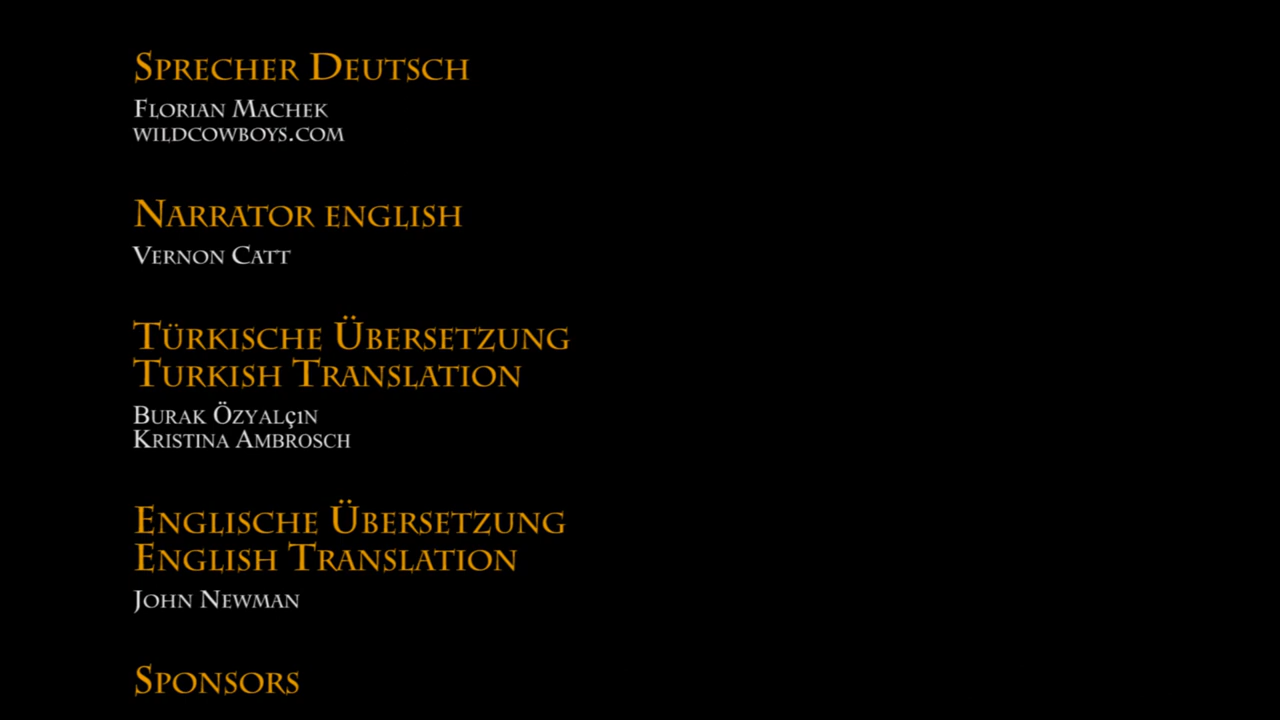 Sprecher Deutsch
Florian Machek
wildcowboys.com
Narrator english
Vernon Catt
Türkische Übersetzung
Turkish Translation
Burak Özyalçın
Kristina Ambrosch
Englische Übersetzung
English Translation
John Newman
Sponsors